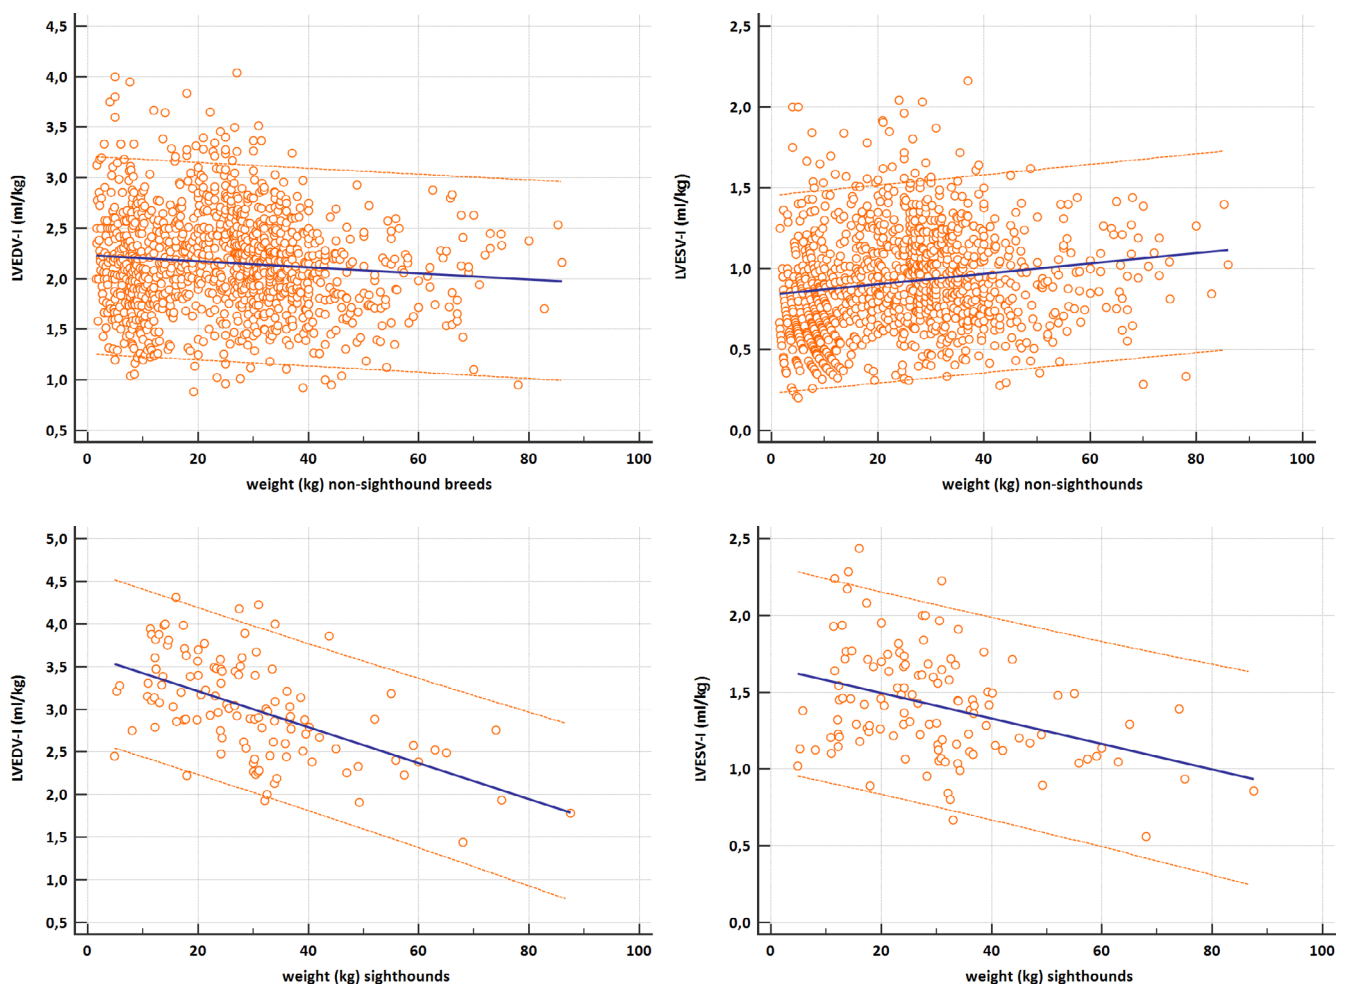 LVEDV-I (ml/kg)
4,5
4,0
3,5
3,0
2,5
2,0
1,5
1,0
0,5
0 20 40 60 80 100
weight (kg) non-sighthound breeds
LVESV-I (ml/kg)
2,5
2,0
1,5
1,0
0,5
0,0
0 20 40 60 80 100
weight (kg) non-sighthounds
LVEDV-I (ml/kg)
5,0
4,5
4,0
3,5
3,0
2,5
2,0
1,5
1,0
0,5
0 20 40 60 80 100
weight (kg) sighthounds
LVESV-I (ml/kg)
2,5
2,0
1,5
1,0
0,5
0,0
0 20 40 60 80 100
weight (kg) sighthounds